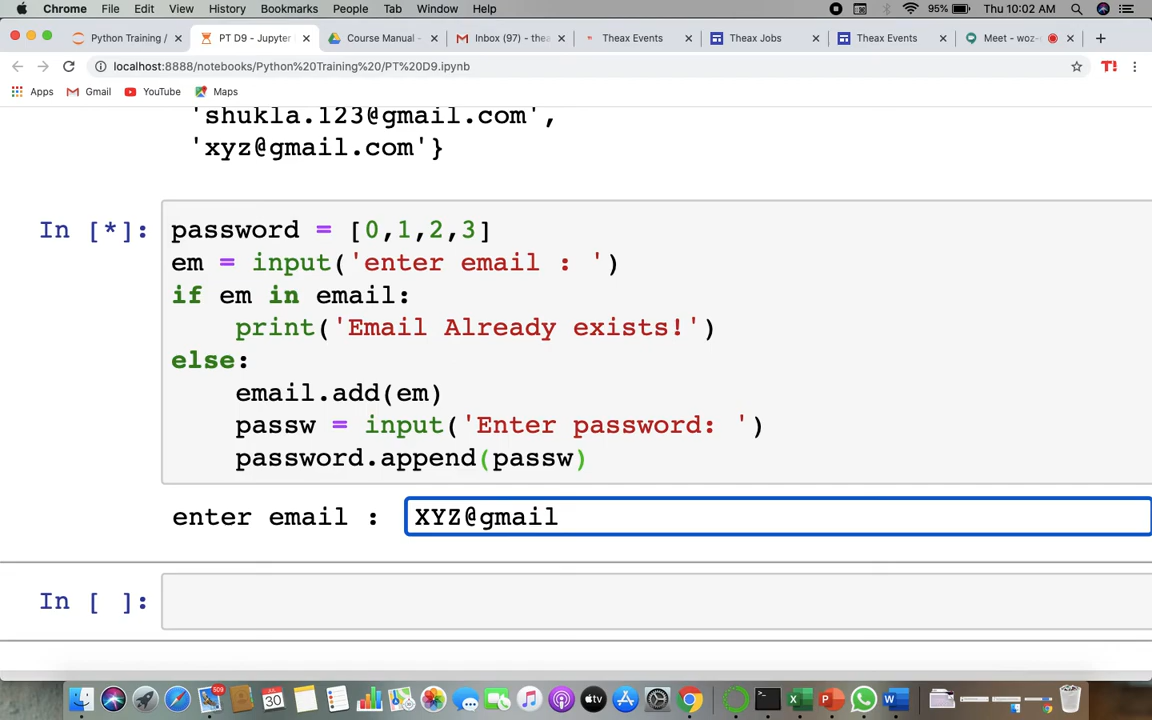 Chrome File Edit View History Bookmarks People Tab Window Help 95% Thu 10:02 AM
Python Training / PT D9 - Jupyter Course Manual - Inbox (97) - thea Theax Events Theax Jobs Theax Events Meet - woz-
localhost:8888/notebooks/Python%20Training%20/PT%20D9.ipynb T!
Apps Gmail YouTube Maps
'shukla.123@gmail.com',
'xyz@gmail.com'}
In [*]: password = [0,1,2,3]
em = input('enter email : ')
if em in email:
    print('Email Already exists!')
else:
    email.add(em)
    passw = input('Enter password: ')
    password.append(passw)
enter email : XYZ@gmail
In [ ]:
509
30
tv